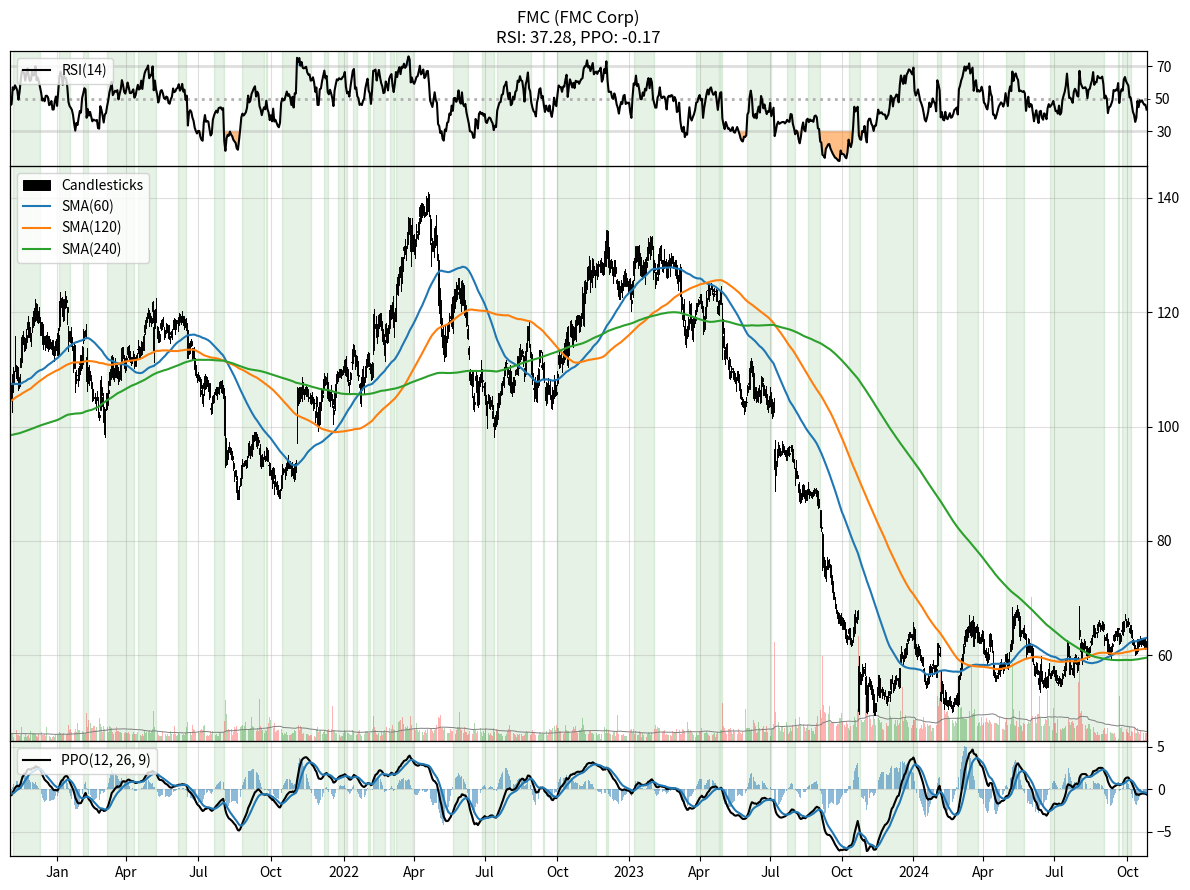 FMC (FMC Corp)
RSI: 37.28, PPO: -0.17
RSI(14)
70
50
30
Candlesticks
SMA(60)
SMA(120)
SMA(240)
140
120
100
80
60
PPO(12, 26, 9)
5
0
−5
Jan Apr Jul Oct 2022 Apr Jul Oct 2023 Apr Jul Oct 2024 Apr Jul Oct